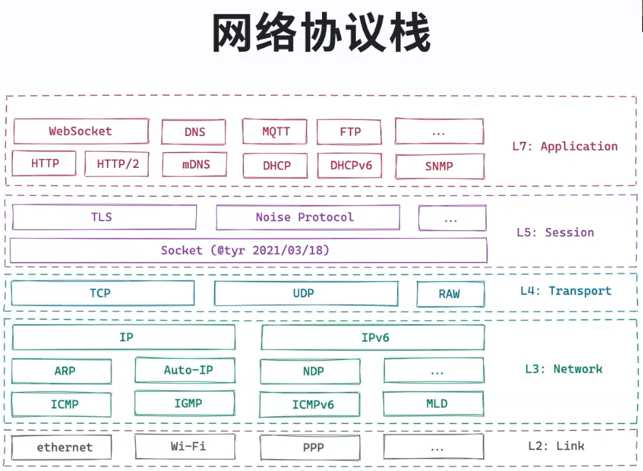 网络协议栈
WebSocket DNS MQTT FTP ...
L7: Application
HTTP HTTP/2 mDNS DHCP DHCPv6 SNMP
TLS Noise Protocol ...
L5: Session
Socket (@tyr 2021/03/18)
TCP UDP RAW L4: Transport
IP IPv6
ARP Auto-IP NDP ... L3: Network
ICMP IGMP ICMPv6 MLD
ethernet Wi-Fi PPP ... L2: Link